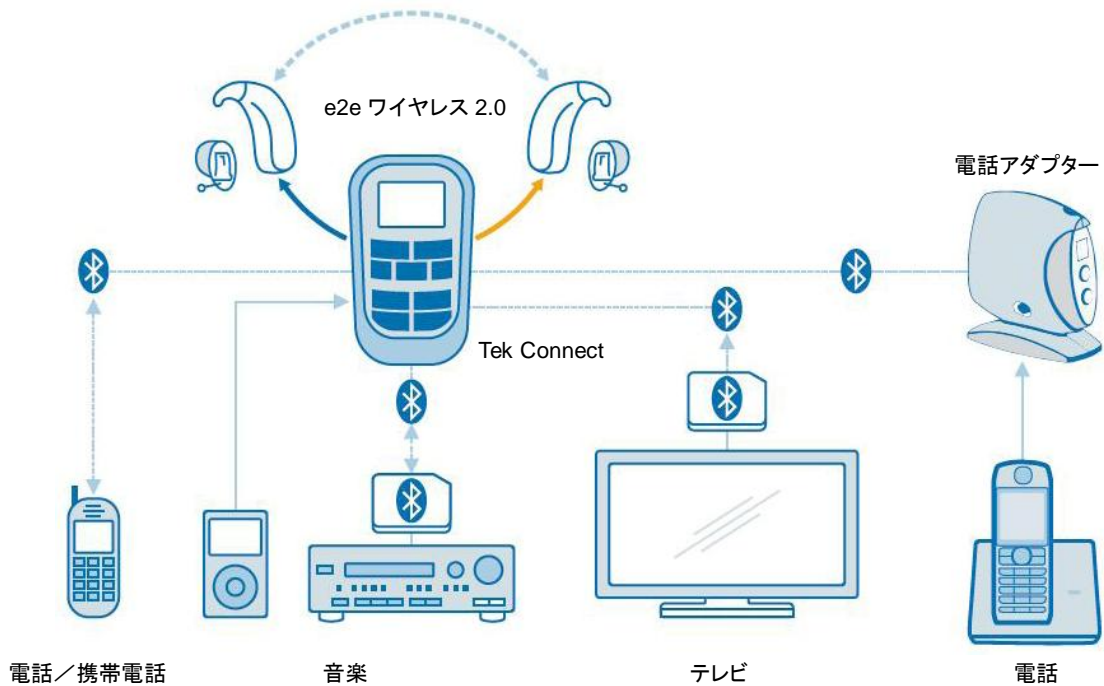 e2e ワイヤレス 2.0
電話アダプター
Tek Connect
電話／携帯電話
音楽
テレビ
電話